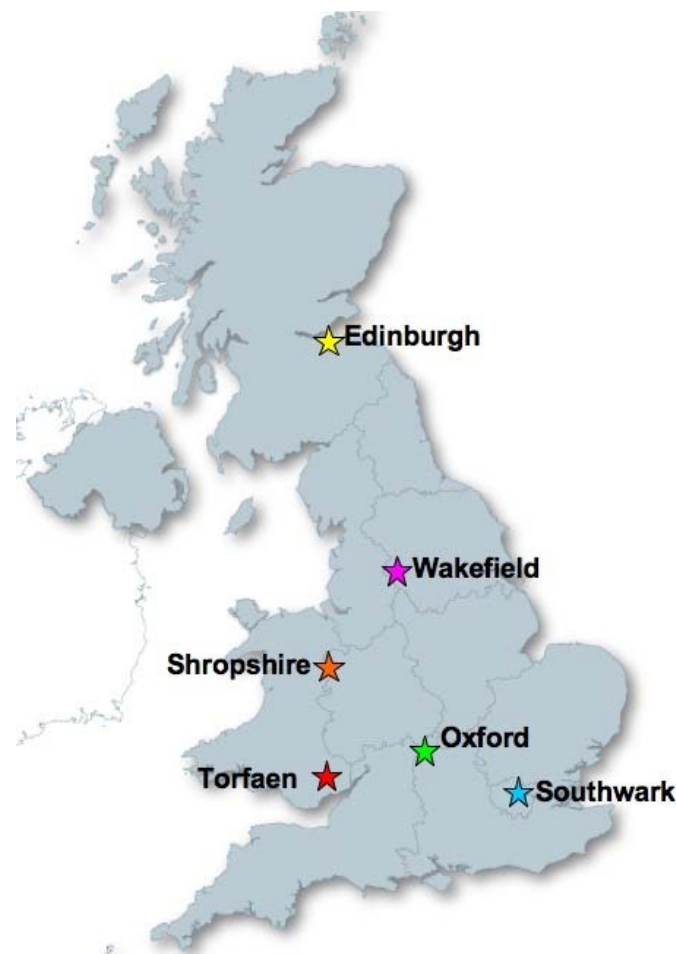 Edinburgh
Wakefield
Shropshire
Oxford
Torfaen
Southwark